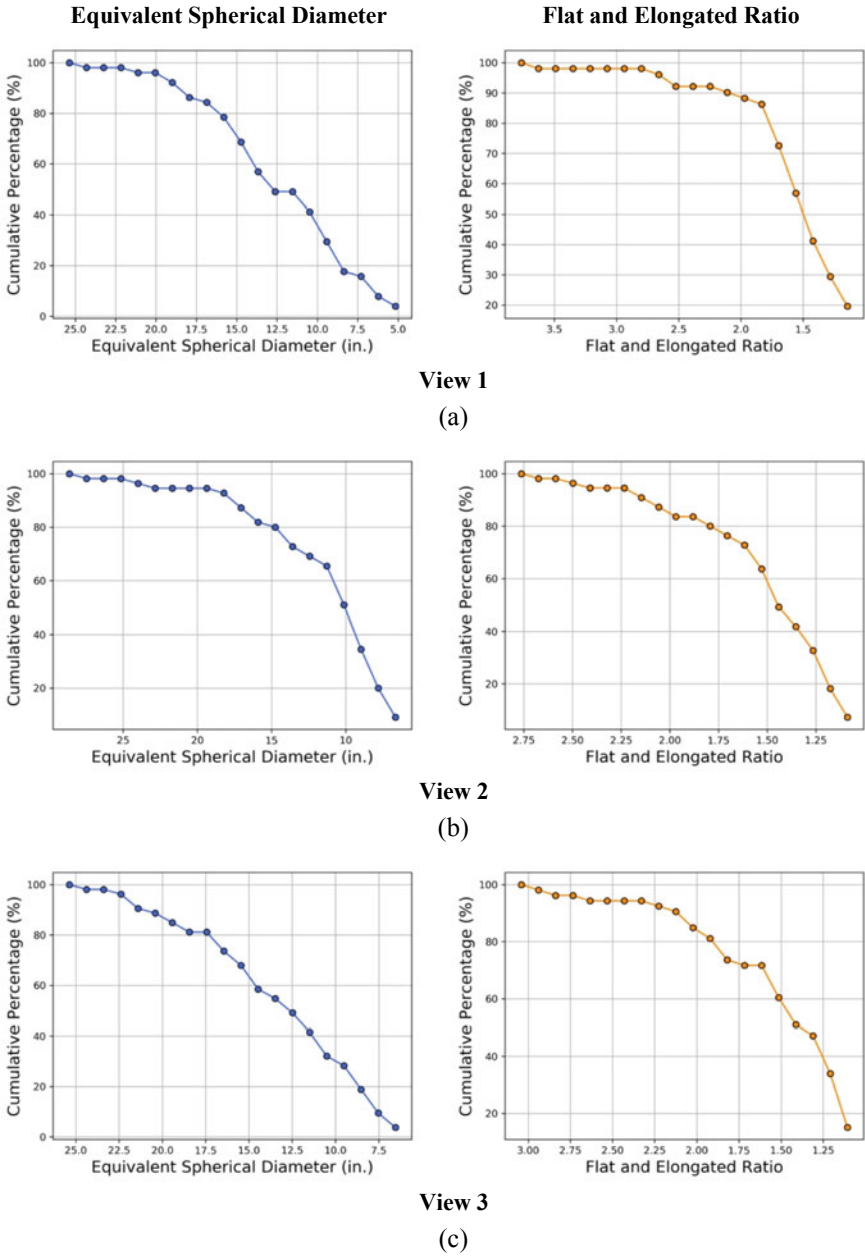 Equivalent Spherical Diameter Flat and Elongated Ratio
Cumulative Percentage (%)
100
80
60
40
20
0
25.0 22.5 20.0 17.5 15.0 12.5 10.0 7.5 5.0
Equivalent Spherical Diameter (in.)
Cumulative Percentage (%)
100
90
80
70
60
50
40
30
20
3.5 3.0 2.5 2.0 1.5
Flat and Elongated Ratio
View 1
(a)
Cumulative Percentage (%)
100
80
60
40
20
25 20 15 10
Equivalent Spherical Diameter (in.)
Cumulative Percentage (%)
100
80
60
40
20
2.75 2.50 2.25 2.00 1.75 1.50 1.25
Flat and Elongated Ratio
View 2
(b)
Cumulative Percentage (%)
100
80
60
40
20
0
25.0 22.5 20.0 17.5 15.0 12.5 10.0 7.5
Equivalent Spherical Diameter (in.)
Cumulative Percentage (%)
100
80
60
40
20
3.00 2.75 2.50 2.25 2.00 1.75 1.50 1.25
Flat and Elongated Ratio
View 3
(c)